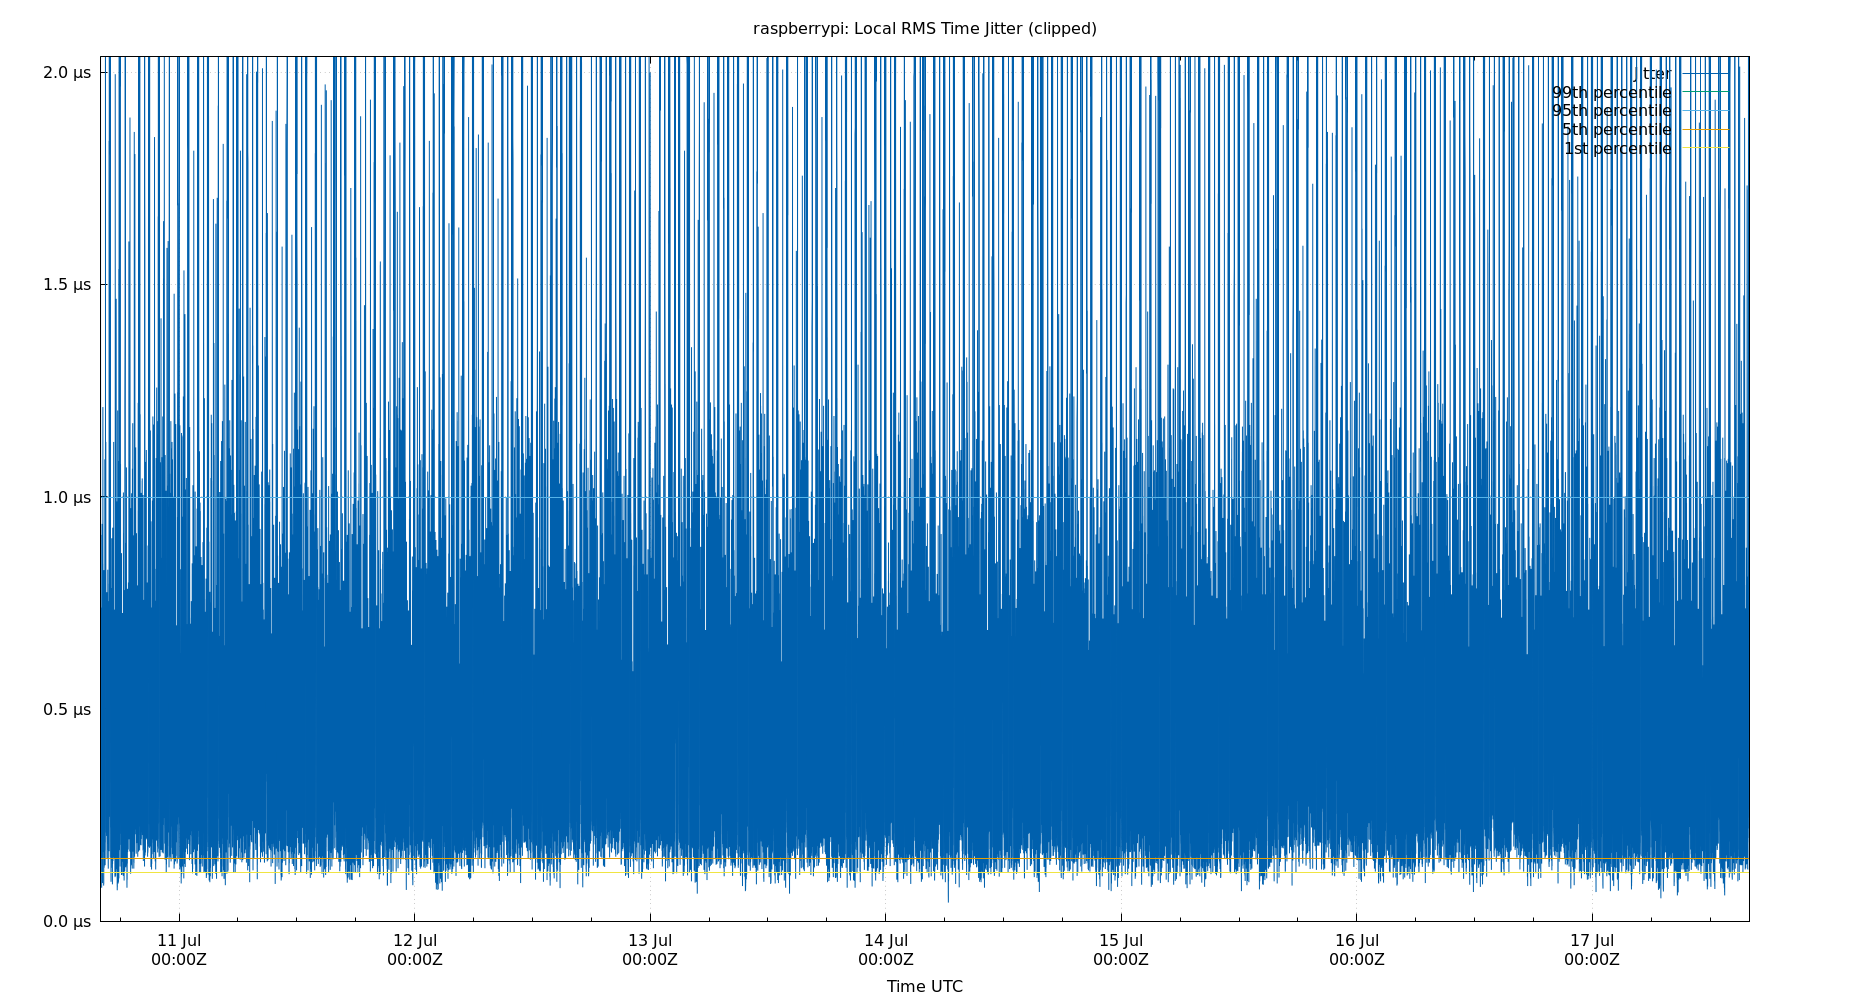 raspberrypi: Local RMS Time Jitter (clipped)
2.0 μs
1.5 μs
1.0 μs
0.5 μs
0.0 μs
jitter
99th percentile
95th percentile
5th percentile
1st percentile
11 Jul 12 Jul 13 Jul 14 Jul 15 Jul 16 Jul 17 Jul
00:00Z 00:00Z 00:00Z 00:00Z 00:00Z 00:00Z 00:00Z
Time UTC